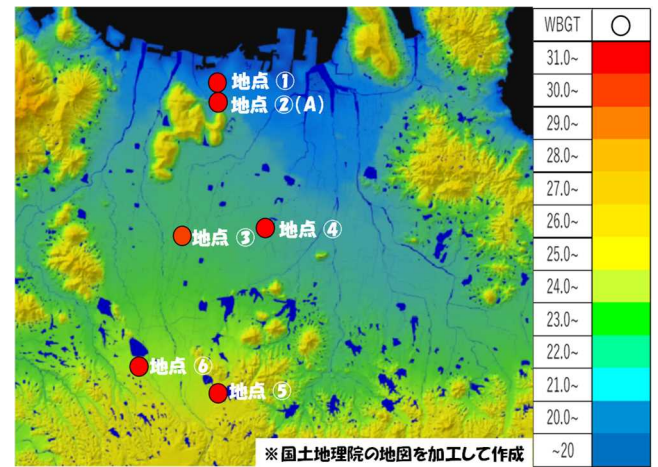 WBGT ○
31.0~
30.0~
29.0~
28.0~
27.0~
26.0~
25.0~
24.0~
23.0~
22.0~
21.0~
20.0~
~20
地点 ①
地点 ②(A)
地点 ③
地点 ④
地点 ⑥
地点 ⑤
※国土地理院の地図を加工して作成